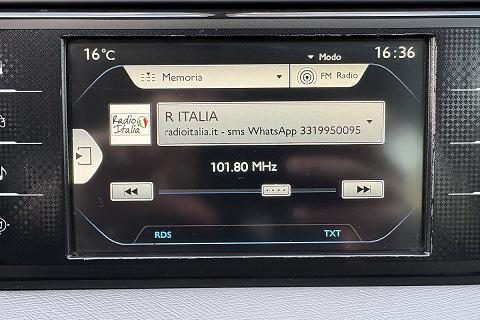 16°C
Modo
16:36
Memoria
FM Radio
Radio
Italia
R ITALIA
radioitalia.it - sms WhatsApp 3319950095
101.80 MHz
RDS
TXT